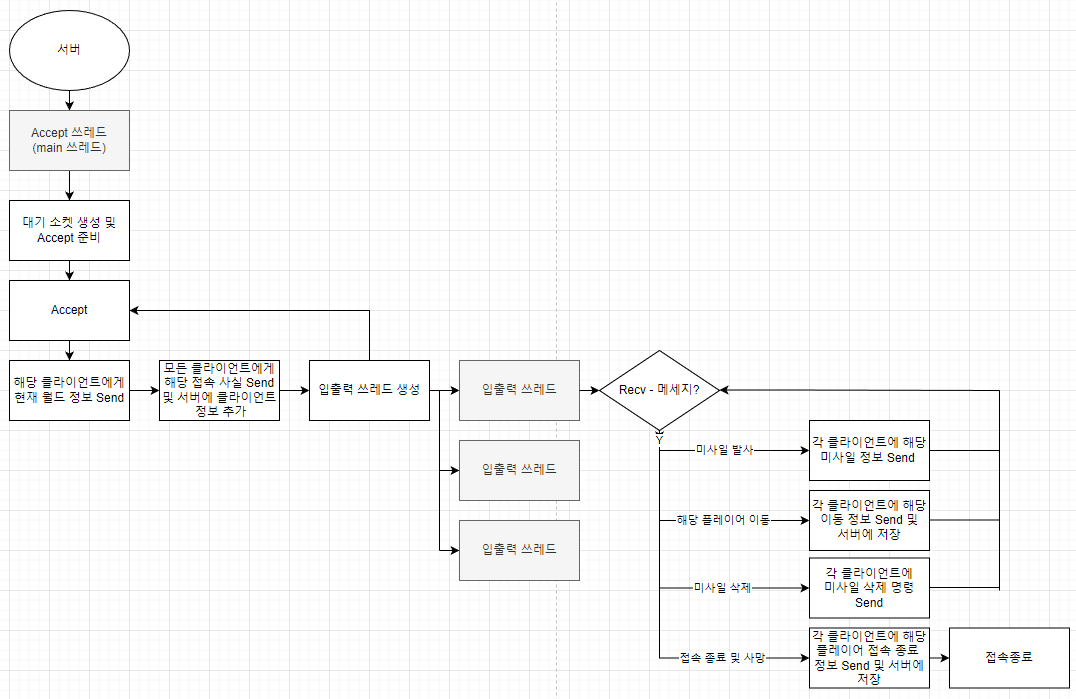 서버
Accept 쓰레드
(main 쓰레드)
대기 소켓 생성 및
Accept 준비
Accept
해당 클라이언트에게
현재 월드 정보 Send
모든 클라이언트에게
해당 접속 사실 Send
및 서버에 클라이언트
정보 추가
입출력 쓰레드 생성
입출력 쓰레드
입출력 쓰레드
입출력 쓰레드
Recv - 메세지?
Y
미사일 발사
각 클라이언트에 해당
미사일 정보 Send
해당 플레이어 이동
각 클라이언트에 해당
이동 정보 Send 및
서버에 저장
미사일 삭제
각 클라이언트에
미사일 삭제 명령
Send
접속 종료 및 사망
각 클라이언트에 해당
플레이어 접속 종료
정보 Send 및 서버에
저장
접속종료